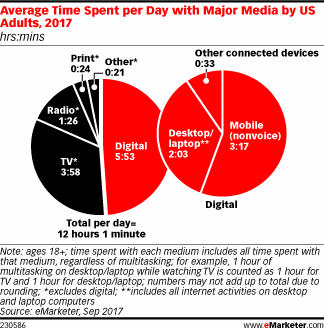 Average Time Spent per Day with Major Media by US
Adults, 2017
hrs:mins
Print*
0:24
Other*
0:21
Radio*
1:26
TV*
3:58
Digital
5:53
Total per day=
12 hours 1 minute
Other connected devices
0:33
Desktop/
laptop**
2:03
Mobile
(nonvoice)
3:17
Digital
Note: ages 18+; time spent with each medium includes all time spent with
that medium, regardless of multitasking; for example, 1 hour of
multitasking on desktop/laptop while watching TV is counted as 1 hour for
TV and 1 hour for desktop/laptop; numbers may not add up to total due to
rounding; *excludes digital; **includes all internet activities on desktop
and laptop computers
Source: eMarketer, Sep 2017
230586
www.eMarketer.com